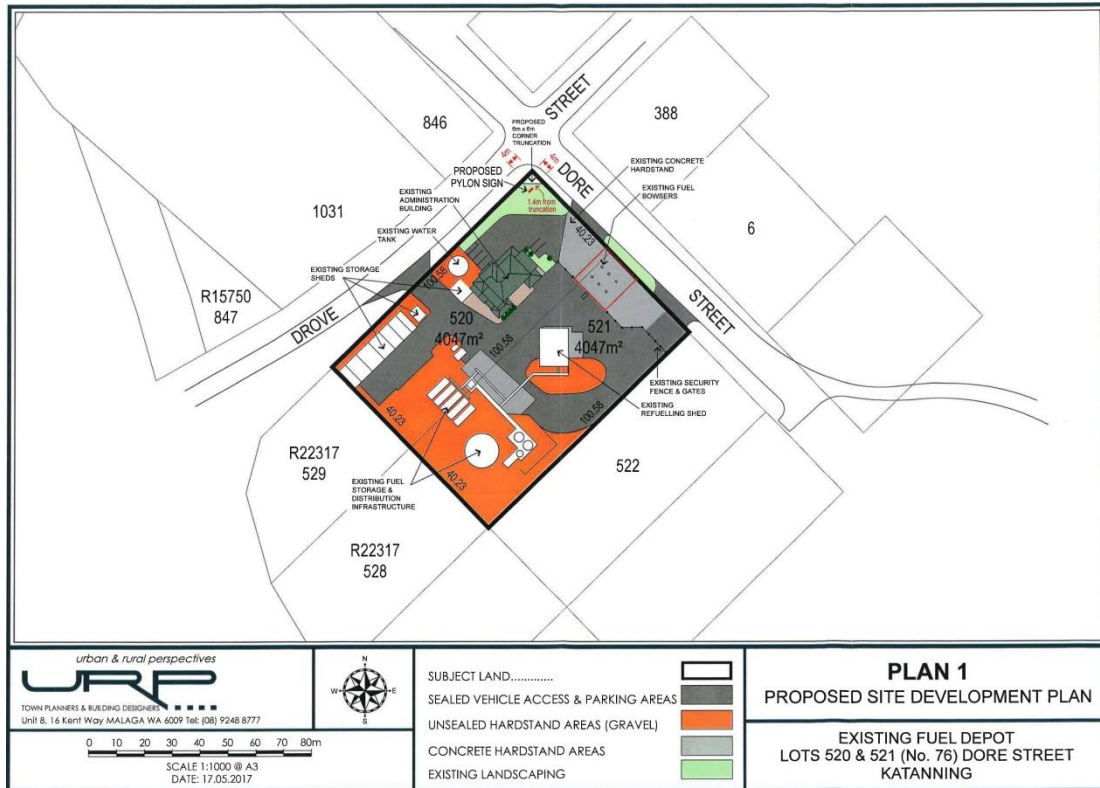 STREET
846
388
PROPOSED
6m x 6m
CORNER
TRUNCATION
4m
4m
DORE
EXISTING CONCRETE
HARDSTAND
PROPOSED
PYLON SIGN
1.4m from
truncation
EXISTING FUEL
BOWSERS
EXISTING
ADMINISTRATION
BUILDING
1031
6
40.23
EXISTING WATER
TANK
EXISTING STORAGE
SHEDS
100.58
R15750
847
DROVE
STREET
520
4047m²
521
4047m²
100.58
EXISTING SECURITY
FENCE & GATES
EXISTING
REFUELLING SHED
40.23
100.58
R22317
529
522
40.23
EXISTING FUEL
STORAGE &
DISTRIBUTION
INFRASTRUCTURE
R22317
528
urban & rural perspectives
URP
TOWN PLANNERS & BUILDING DESIGNERS
Unit 8, 16 Kent Way MALAGA WA 6009 Tel: (08) 9248 8777
0 10 20 30 40 50 60 70 80m
SCALE 1:1000 @ A3
DATE: 17.05.2017
N
W E
S
SUBJECT LAND.............
SEALED VEHICLE ACCESS & PARKING AREAS
UNSEALED HARDSTAND AREAS (GRAVEL)
CONCRETE HARDSTAND AREAS
EXISTING LANDSCAPING
PLAN 1
PROPOSED SITE DEVELOPMENT PLAN
EXISTING FUEL DEPOT
LOTS 520 & 521 (No. 76) DORE STREET
KATANNING